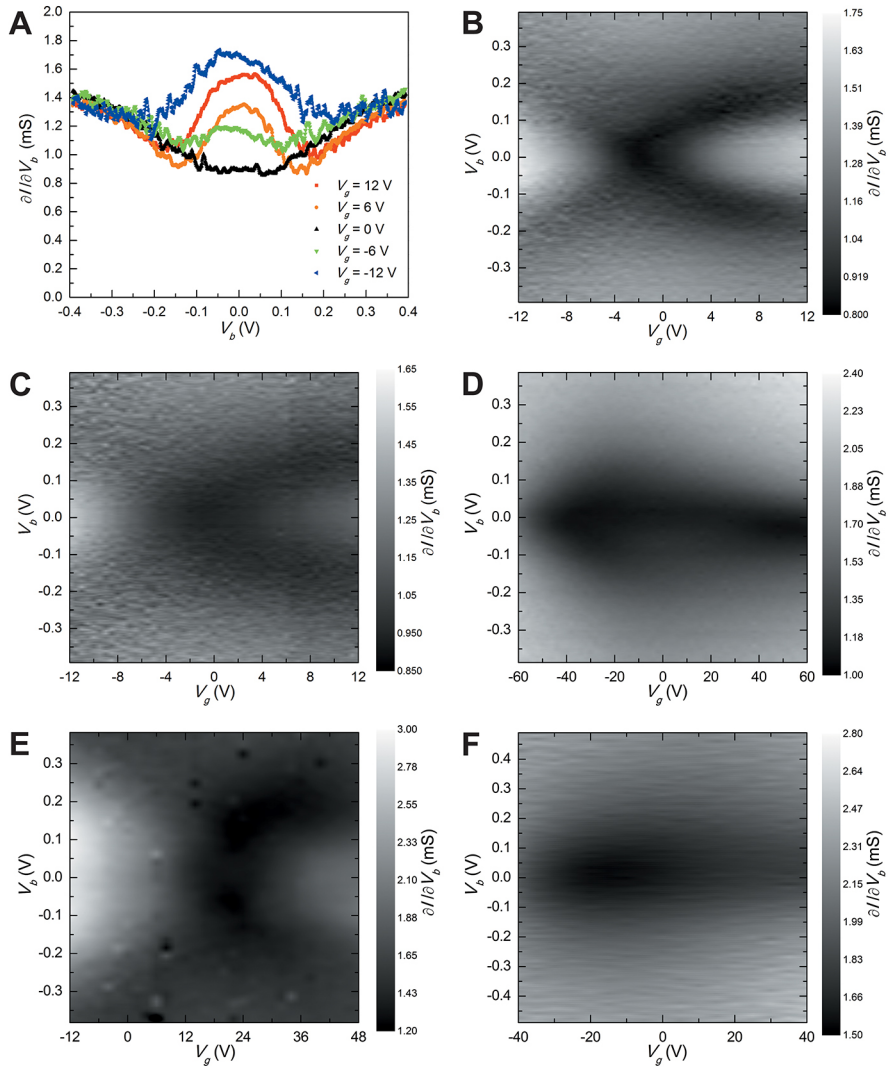 A
2.0
1.8
1.6
1.4
1.2
1.0
0.8
0.6
0.4
0.2
0.0
∂I/∂V_b (mS)
V_g = 12 V
V_g = 6 V
V_g = 0 V
V_g = -6 V
V_g = -12 V
-0.4 -0.3 -0.2 -0.1 0.0 0.1 0.2 0.3 0.4
V_b (V)
B
0.3
0.2
0.1
0.0
-0.1
-0.2
-0.3
V_b (V)
-12 -8 -4 0 4 8 12
V_g (V)
1.75
1.63
1.51
1.39
1.28
1.16
1.04
0.919
0.800
∂I/∂V_b (mS)
C
0.3
0.2
0.1
0.0
-0.1
-0.2
-0.3
V_b (V)
-12 -8 -4 0 4 8 12
V_g (V)
1.65
1.55
1.45
1.35
1.25
1.15
1.05
0.950
0.850
∂I/∂V_b (mS)
D
0.3
0.2
0.1
0.0
-0.1
-0.2
-0.3
V_b (V)
-60 -40 -20 0 20 40 60
V_g (V)
2.40
2.23
2.05
1.88
1.70
1.53
1.35
1.18
1.00
∂I/∂V_b (mS)
E
0.3
0.2
0.1
0.0
-0.1
-0.2
-0.3
V_b (V)
-12 0 12 24 36 48
V_g (V)
3.00
2.78
2.55
2.33
2.10
1.88
1.65
1.43
1.20
∂I/∂V_b (mS)
F
0.4
0.3
0.2
0.1
0.0
-0.1
-0.2
-0.3
-0.4
V_b (V)
-40 -20 0 20 40
V_g (V)
2.80
2.64
2.47
2.31
2.15
1.99
1.83
1.66
1.50
∂I/∂V_b (mS)